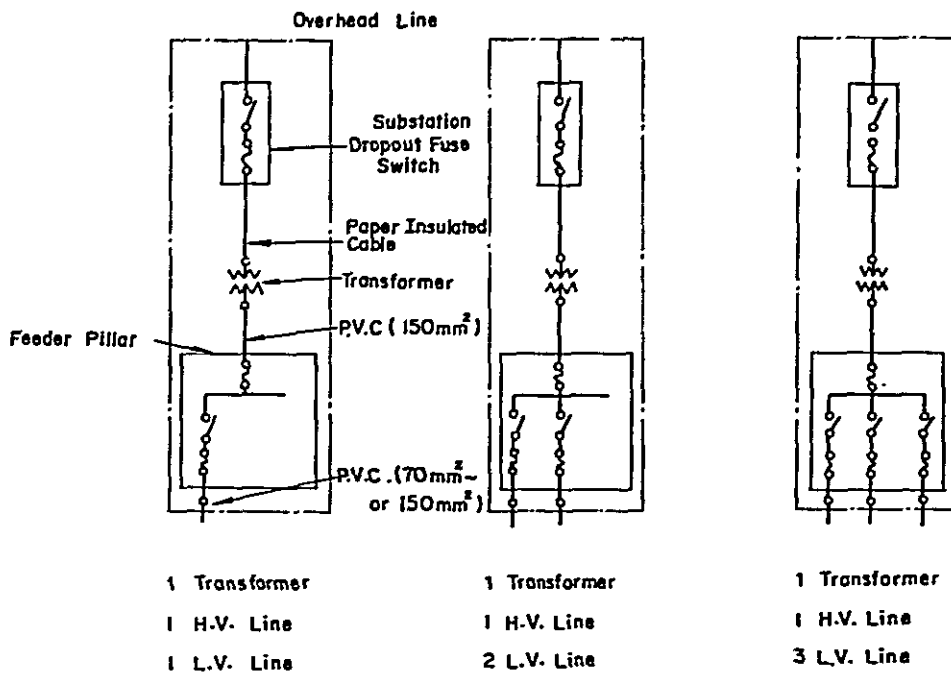 Overhead Line
Substation
Dropout Fuse
Switch
Paper Insulated
Cable
Transformer
P.V.C (150mm²)
Feeder Pillar
P.V.C. (70mm²~
or 150mm²)
1 Transformer
1 H.V. Line
1 L.V. Line
1 Transformer
1 H.V. Line
2 L.V. Line
1 Transformer
1 H.V. Line
3 L.V. Line